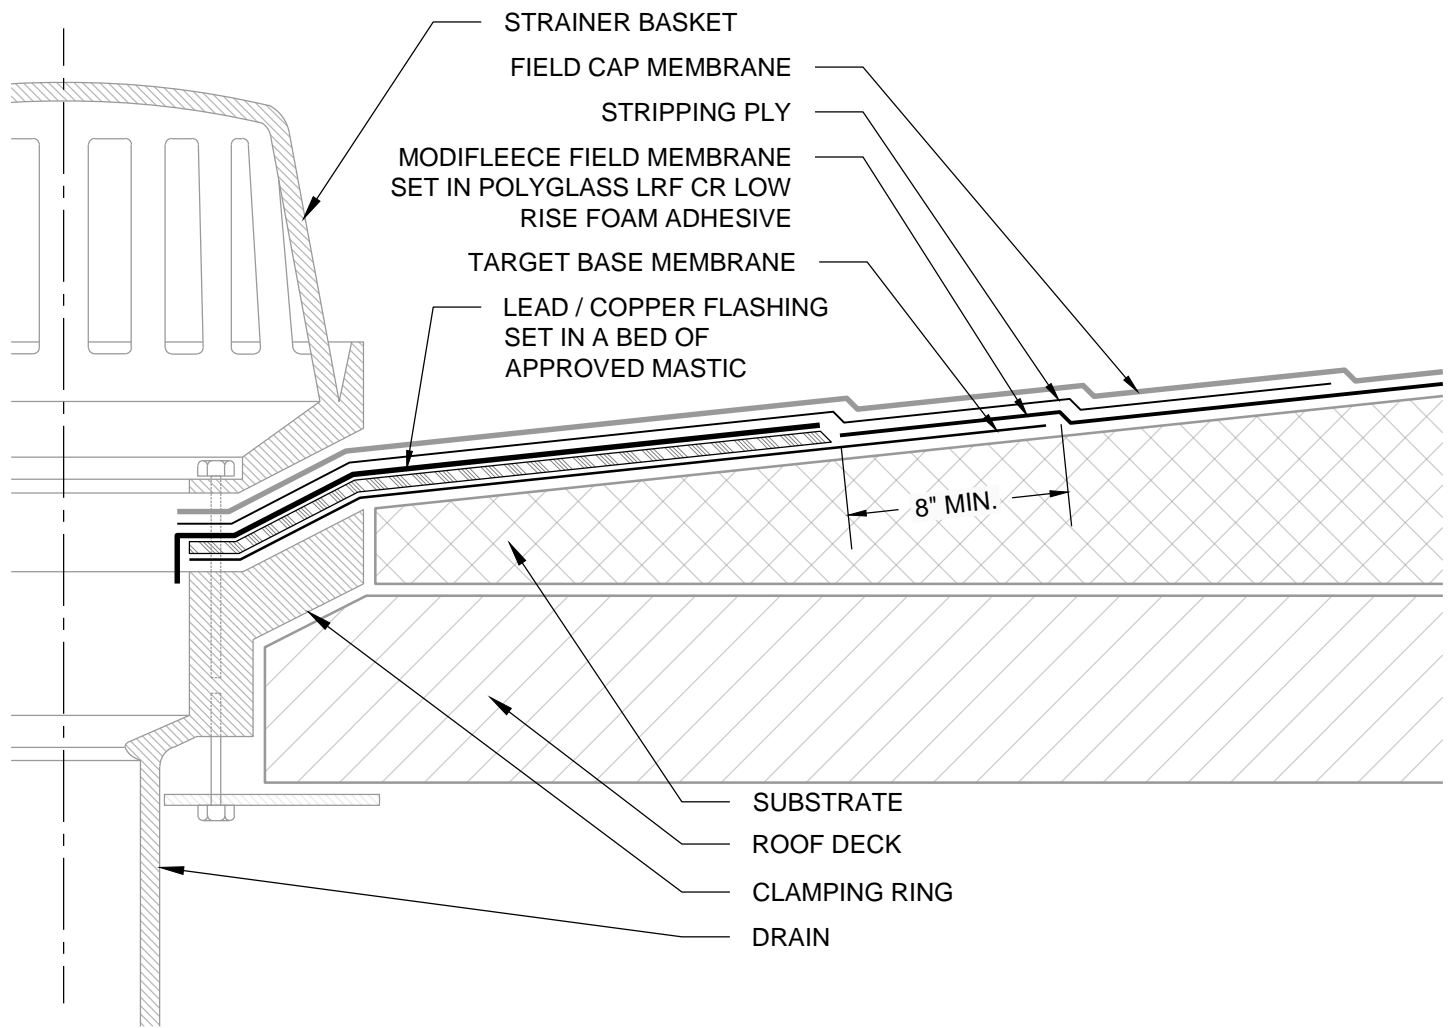 STRAINER BASKET
FIELD CAP MEMBRANE
STRIPPING PLY
MODIFLEECE FIELD MEMBRANE
SET IN POLYGLASS LRF CR LOW
RISE FOAM ADHESIVE
TARGET BASE MEMBRANE
LEAD / COPPER FLASHING
SET IN A BED OF
APPROVED MASTIC
8" MIN.
SUBSTRATE
ROOF DECK
CLAMPING RING
DRAIN